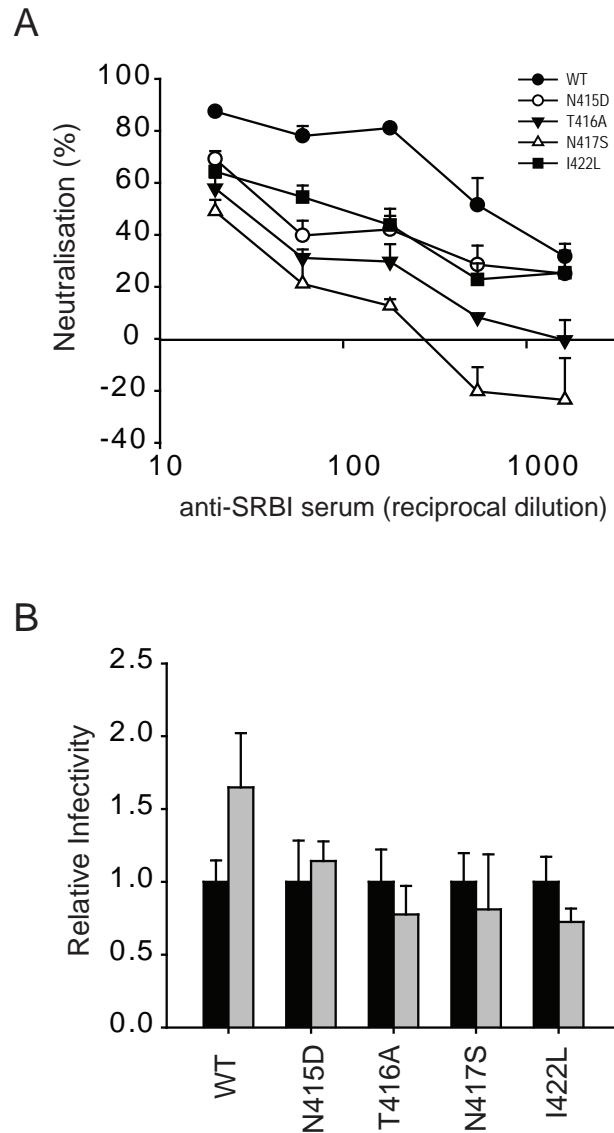 A
Neutralisation (%)
100
80
60
40
20
0
-20
-40
10
100
1000
anti-SRBI serum (reciprocal dilution)
WT
N415D
T416A
N417S
I422L
B
Relative Infectivity
2.5
2.0
1.5
1.0
0.5
0.0
WT
N415D
T416A
N417S
I422L